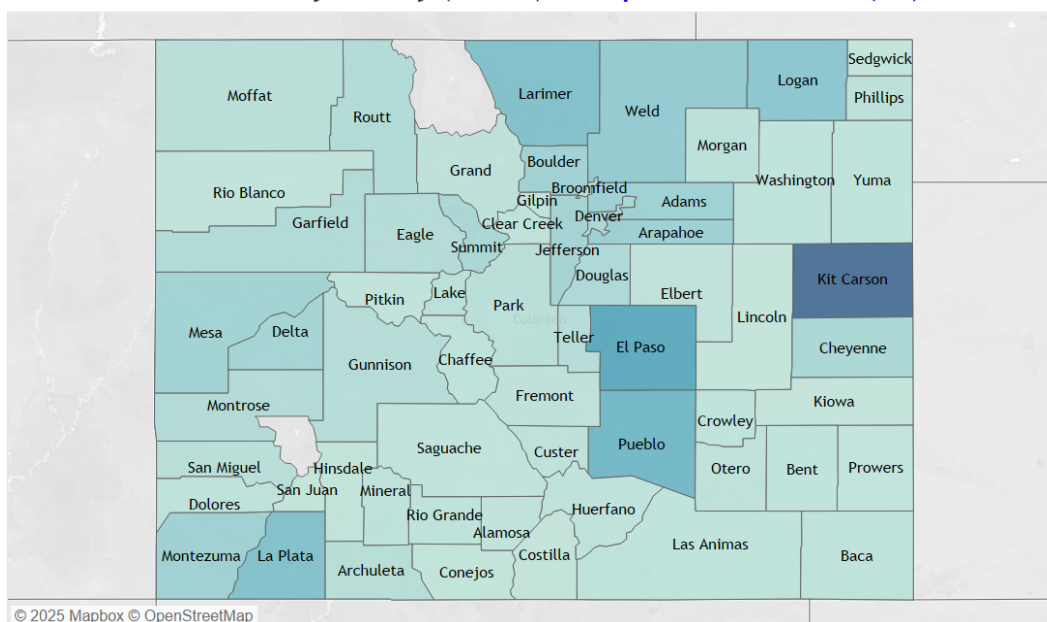 Sedgwick
Logan
Larimer
Moffat
Phillips
Weld
Routt
Morgan
Boulder
Grand
Washington
Yuma
Broomfield
Rio Blanco
Gilpin
Adams
Denver
Garfield
Clear Creek
Eagle
Arapahoe
Summit
Jefferson
Douglas
Kit Carson
Lake
Elbert
Pitkin
Park
Lincoln
Colorado
Mesa
Delta
Teller
El Paso
Cheyenne
Chaffee
Gunnison
Fremont
Kiowa
Montrose
Crowley
Pueblo
Saguache
Custer
San Miguel
Hinsdale
Otero
Bent
Prowers
San Juan
Mineral
Dolores
Huerfano
Rio Grande
Alamosa
Las Animas
Montezuma
La Plata
Costilla
Baca
Archuleta
Conejos
© 2025 Mapbox © OpenStreetMap